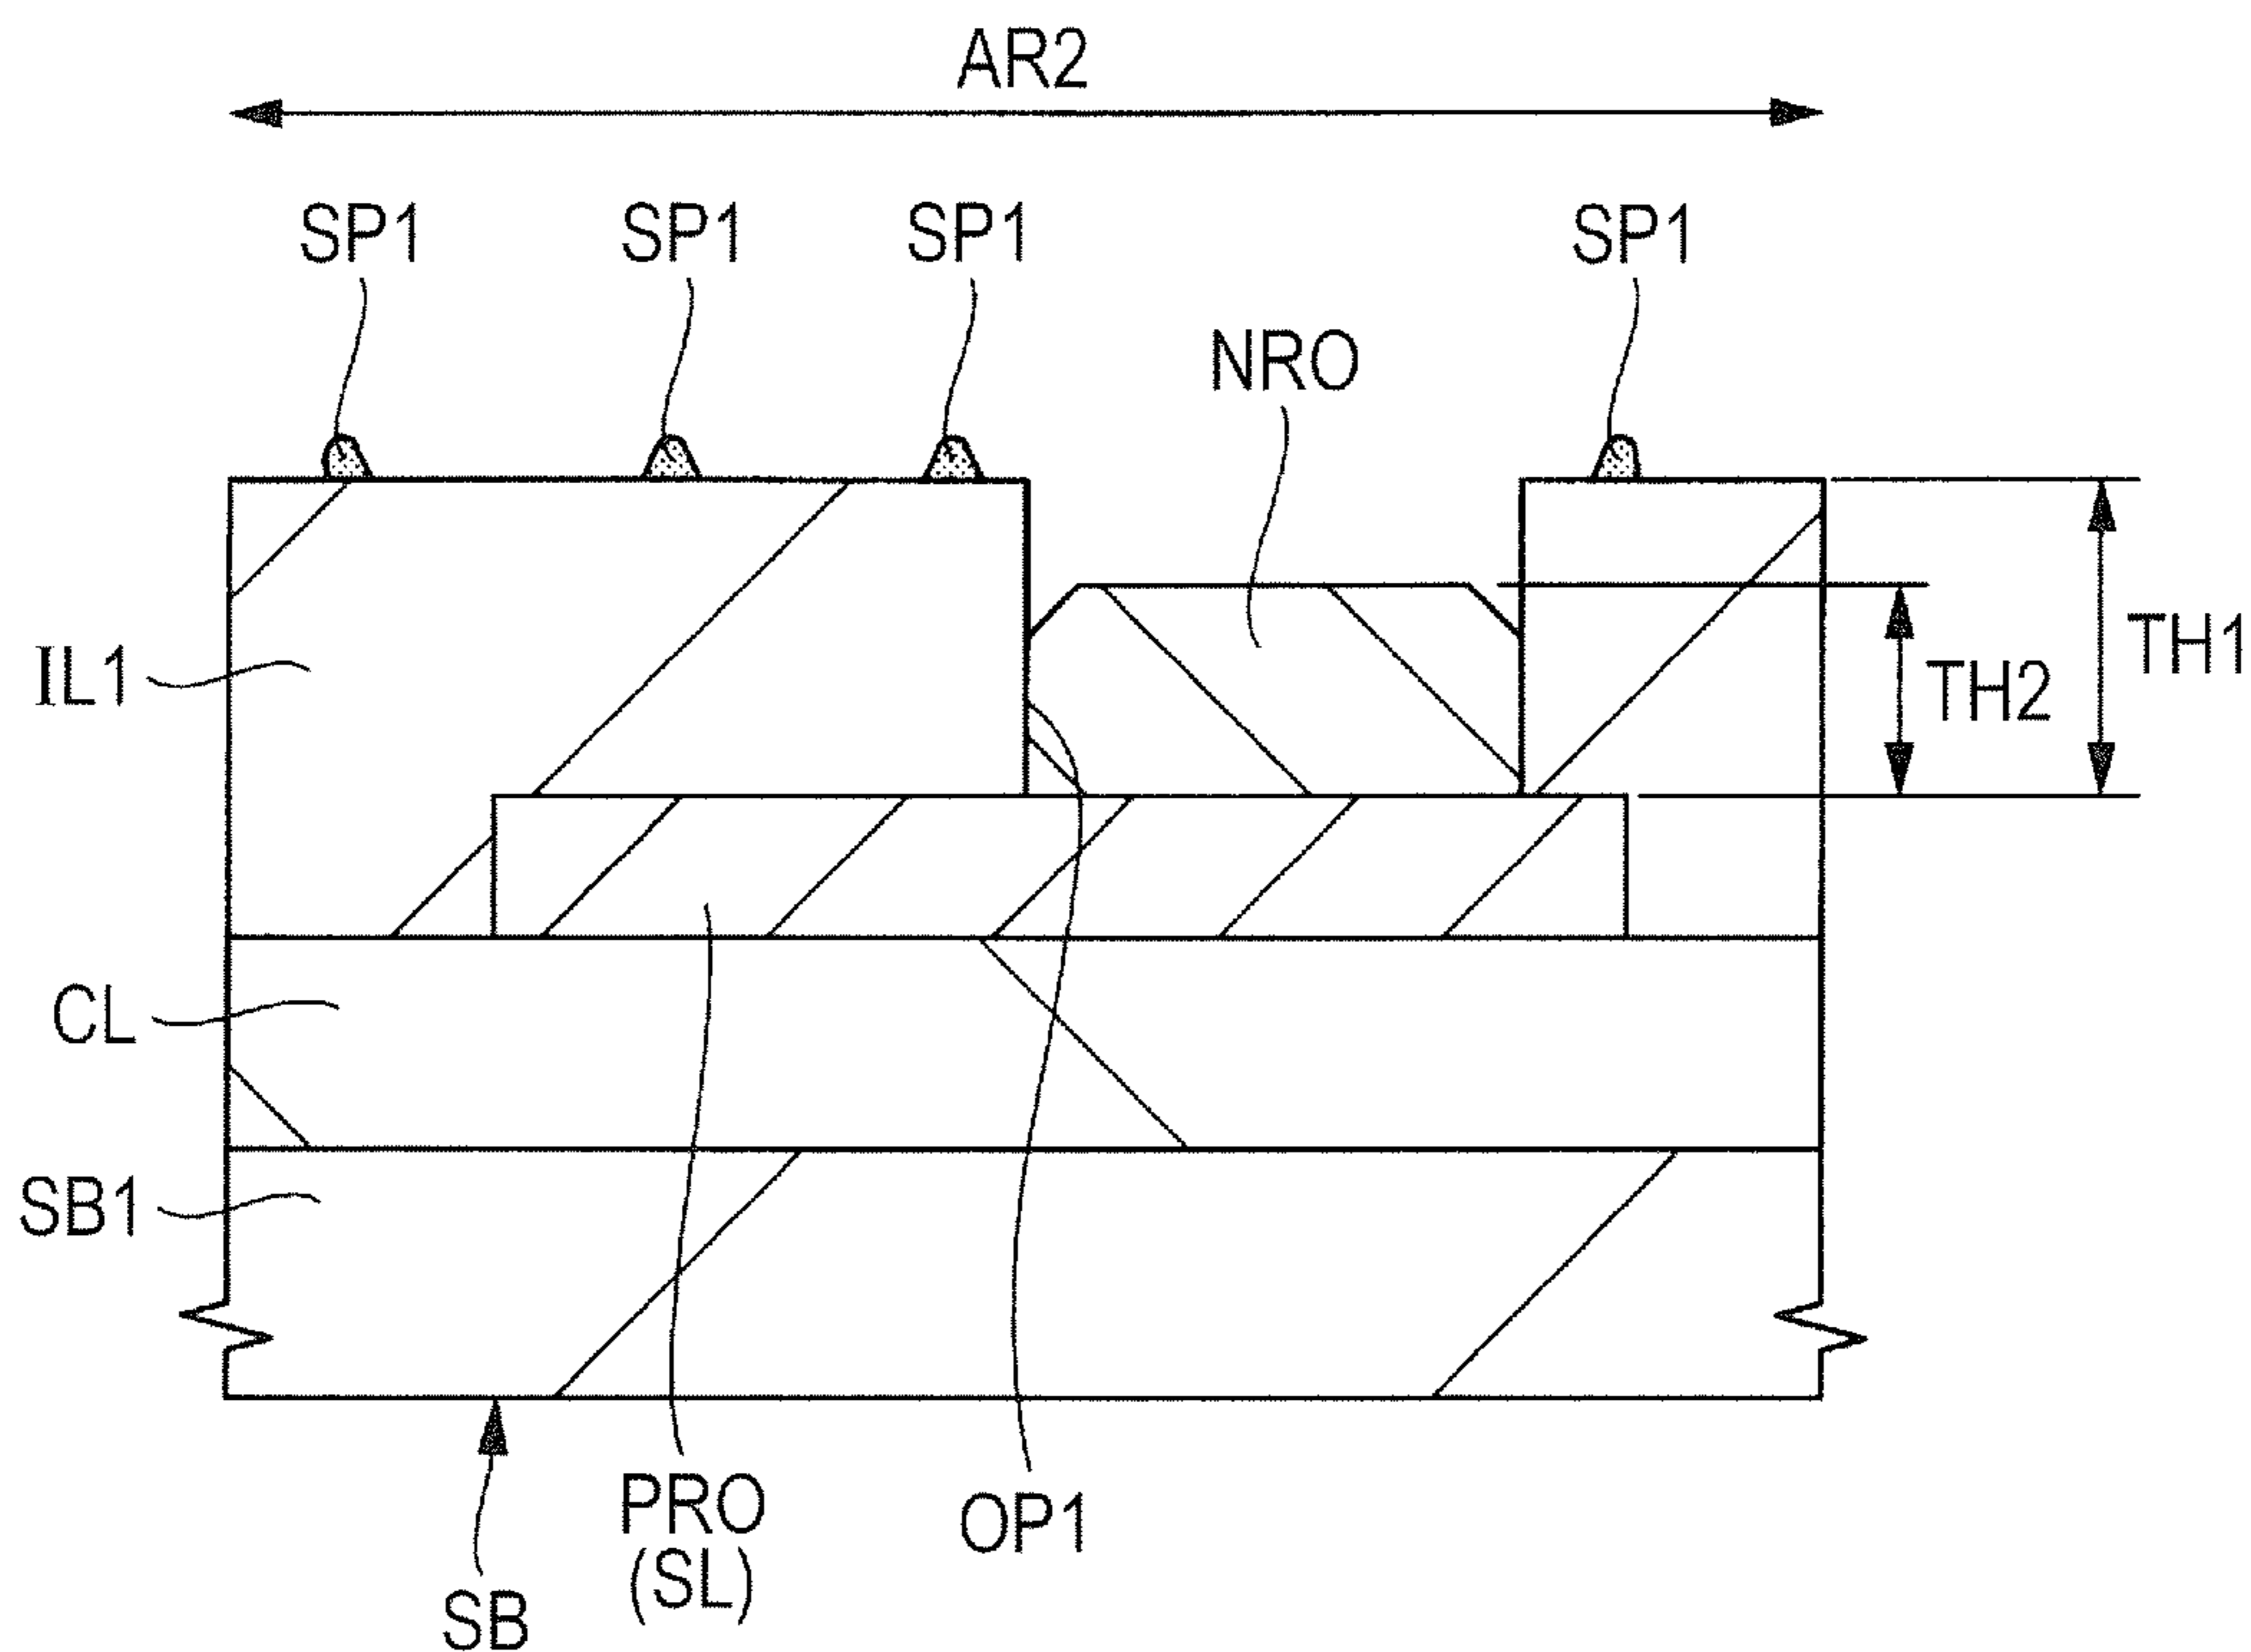 AR2
SP1
SP1
SP1
SP1
NRO
IL1
TH2
TH1
CL
SB1
PRO
(SL)
OP1
SB